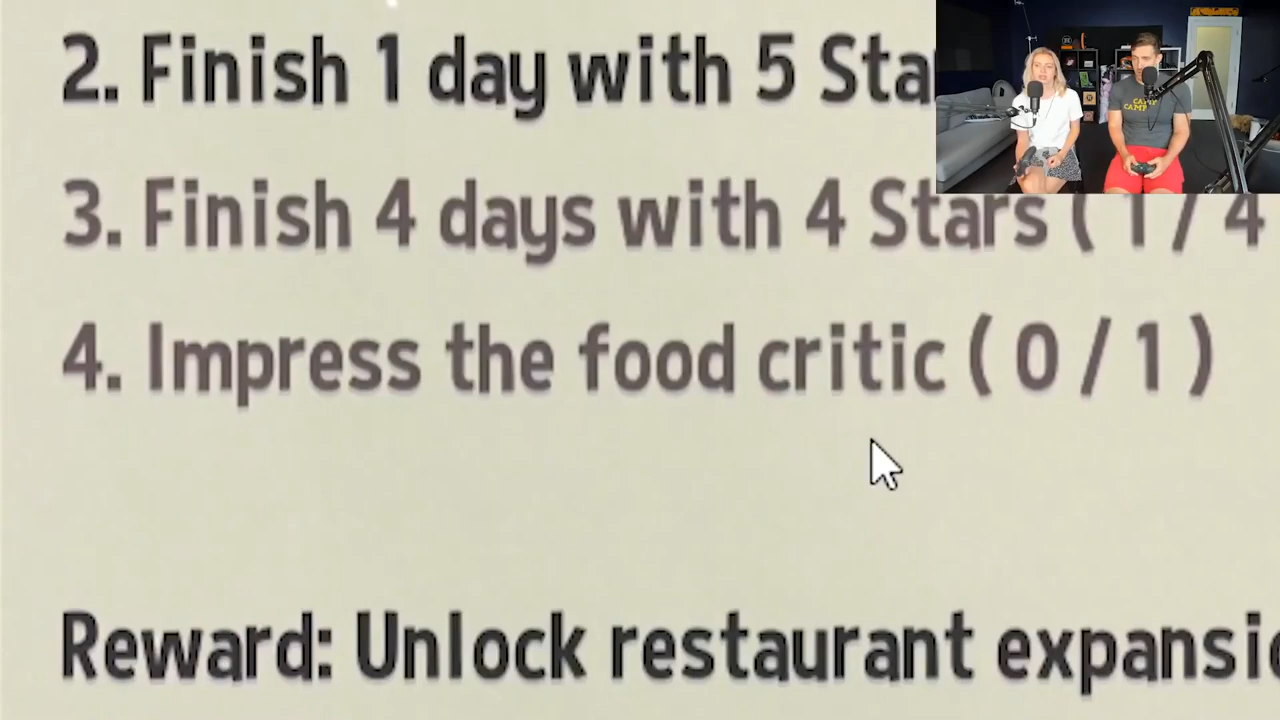 2. Finish 1 day with 5 Sta
3. Finish 4 days with 4 Stars ( 1 / 4
4. Impress the food critic ( 0 / 1 )
Reward: Unlock restaurant expansi